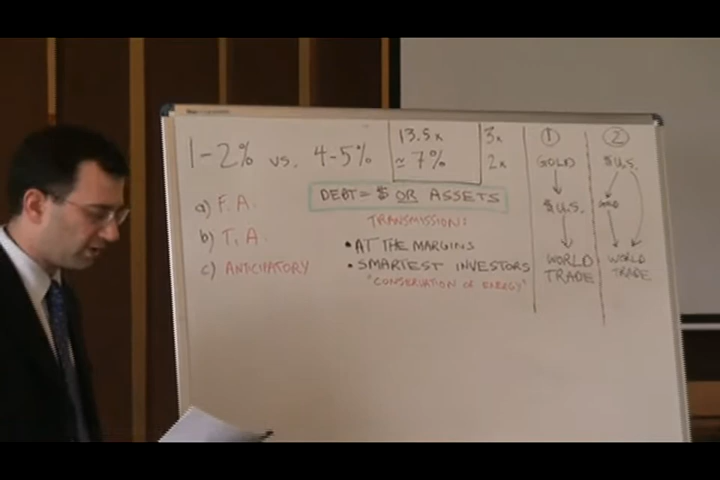 1-2% vs. 4-5%
13.5x
≈ 7%
3x
2x
a) F.A.
b) T.A.
c) ANTICIPATORY
DEBT = $ OR ASSETS
TRANSMISSION:
• AT THE MARGINS
• SMARTEST INVESTORS
"CONSERVATION OF ENERGY"
①
GOLD
$U.S.
WORLD
TRADE
②
$U.S.
GOLD
WORLD
TRADE